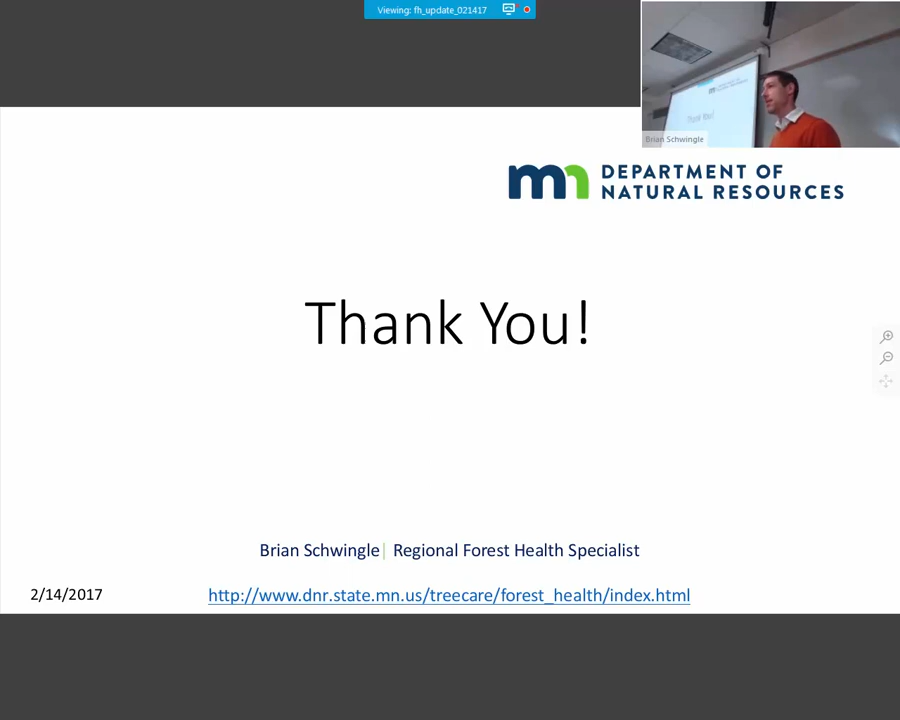 Viewing: fh_update_021417
Brian Schwingle
mn DEPARTMENT OF
NATURAL RESOURCES
Thank You!
Brian Schwingle| Regional Forest Health Specialist
2/14/2017
http://www.dnr.state.mn.us/treecare/forest_health/index.html